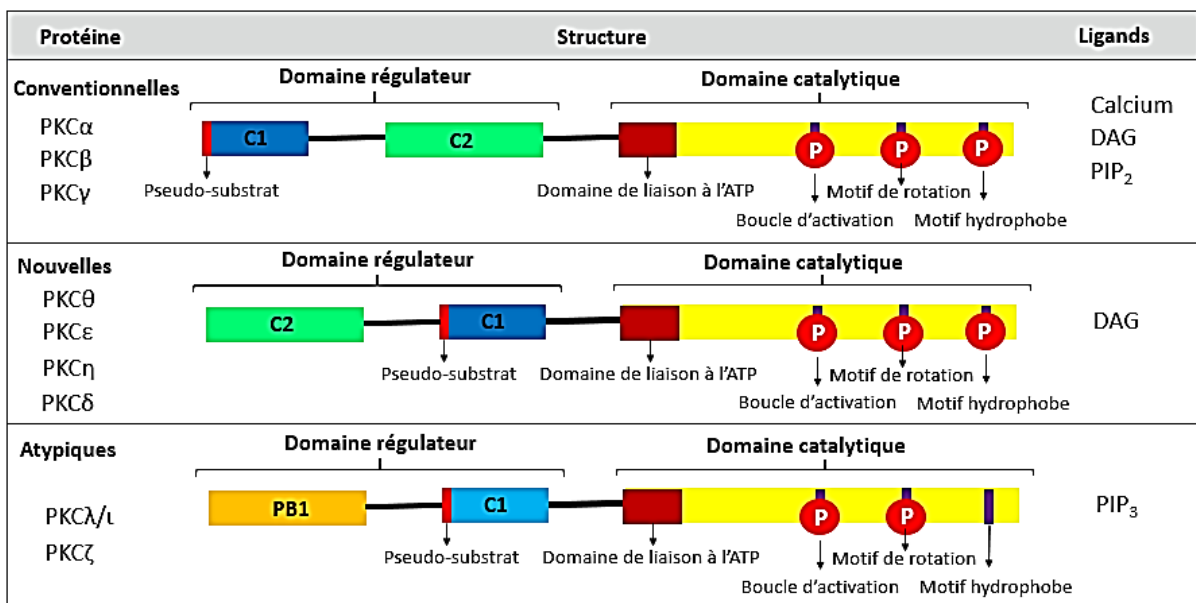 Protéine Structure Ligands
Conventionnelles
PKCα
PKCβ
PKCγ
Domaine régulateur
Domaine catalytique
C1
C2
P P P
Pseudo-substrat
Domaine de liaison à l'ATP
Motif de rotation
Boucle d'activation
Motif hydrophobe
Calcium
DAG
PIP₂
Nouvelles
PKCθ
PKCε
PKCη
PKCδ
Domaine régulateur
Domaine catalytique
C2
C1
P P P
Pseudo-substrat
Domaine de liaison à l'ATP
Motif de rotation
Boucle d'activation
Motif hydrophobe
DAG
Atypiques
PKCλ/ι
PKCζ
Domaine régulateur
Domaine catalytique
PB1
C1
P P
Pseudo-substrat
Domaine de liaison à l'ATP
Motif de rotation
Boucle d'activation
Motif hydrophobe
PIP₃